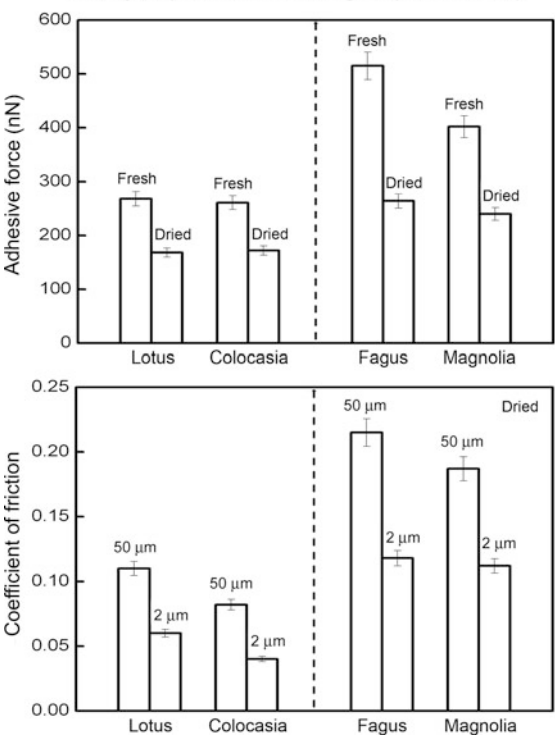 600
500
400
300
200
100
0
Adhesive force (nN)
Fresh
Dried
Fresh
Dried
Fresh
Dried
Fresh
Dried
Lotus
Colocasia
Fagus
Magnolia
0.25
0.20
0.15
0.10
0.05
0.00
Coefficient of friction
Dried
50 μm
2 μm
50 μm
2 μm
50 μm
2 μm
50 μm
2 μm
Lotus
Colocasia
Fagus
Magnolia